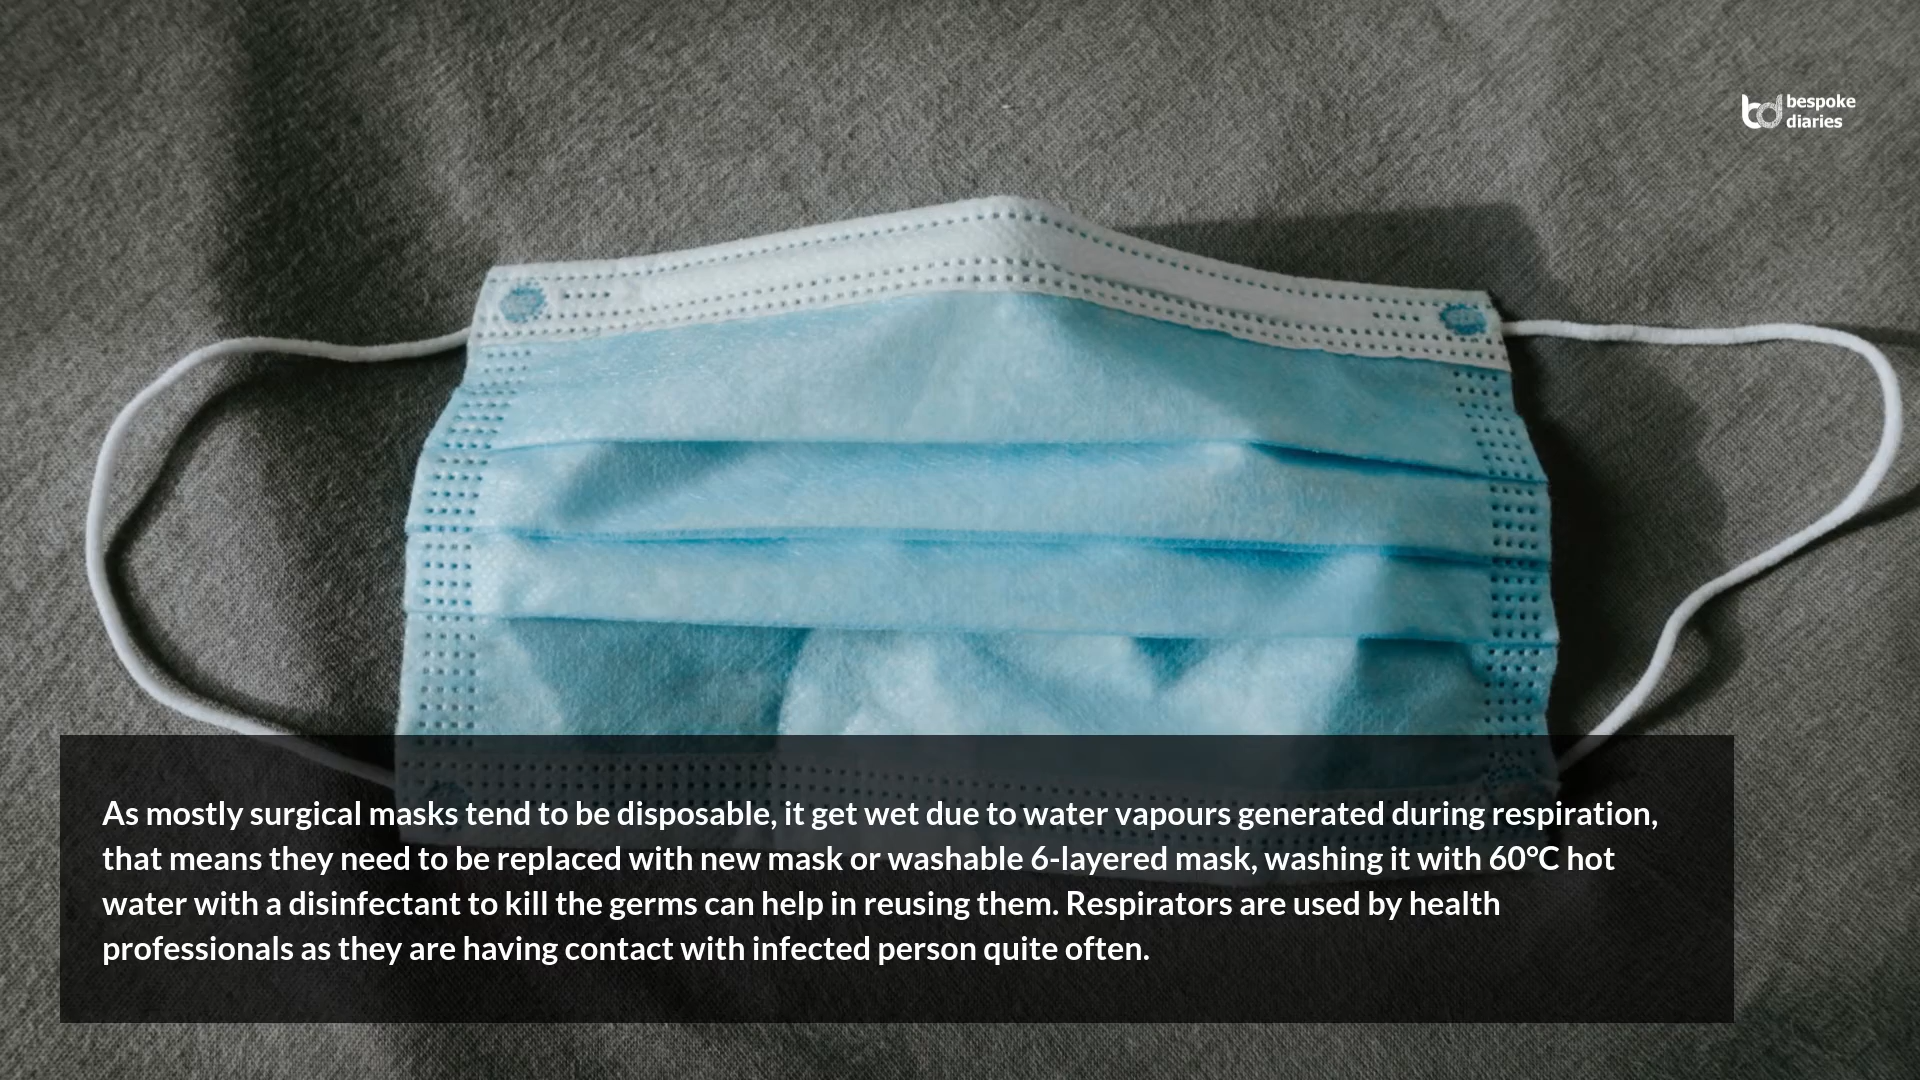 bespoke
diaries
As mostly surgical masks tend to be disposable, it get wet due to water vapours generated during respiration,
that means they need to be replaced with new mask or washable 6-layered mask, washing it with 60°C hot
water with a disinfectant to kill the germs can help in reusing them. Respirators are used by health
professionals as they are having contact with infected person quite often.